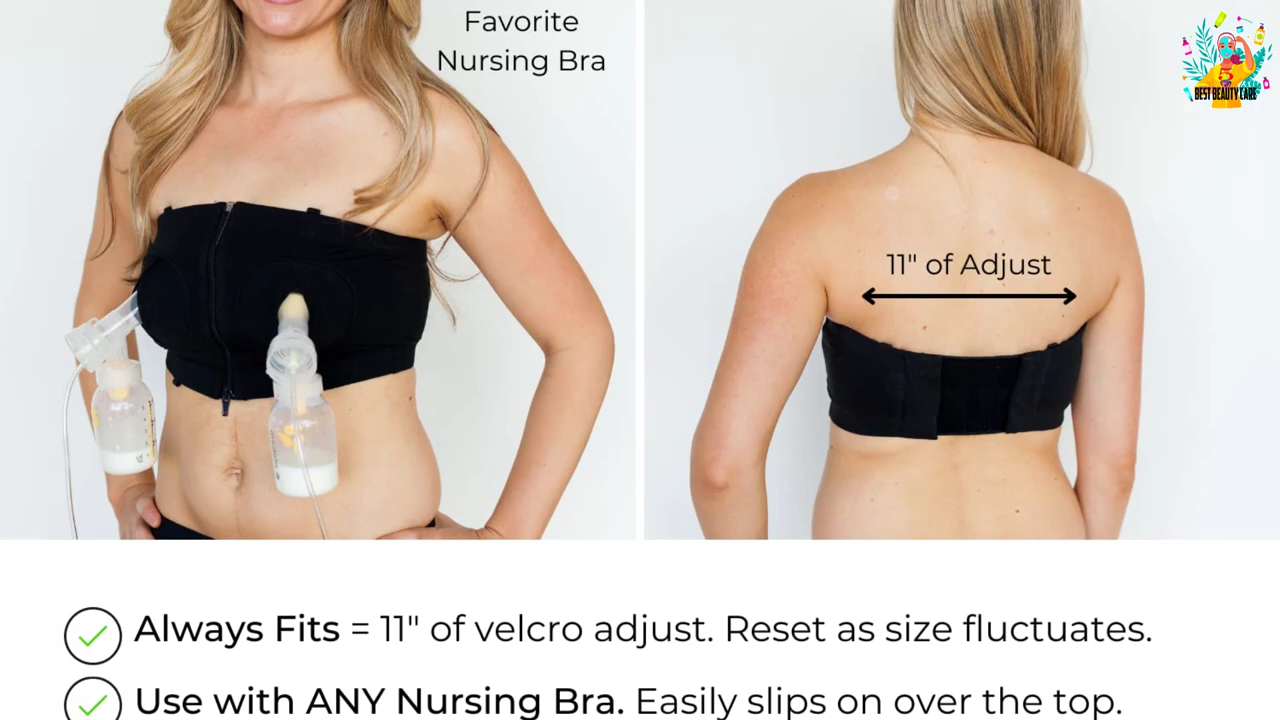 Favorite
Nursing Bra
BEST BEAUTY CARE
11" of Adjust
Always Fits = 11" of velcro adjust. Reset as size fluctuates.
Use with ANY Nursing Bra. Easily slips on over the top.